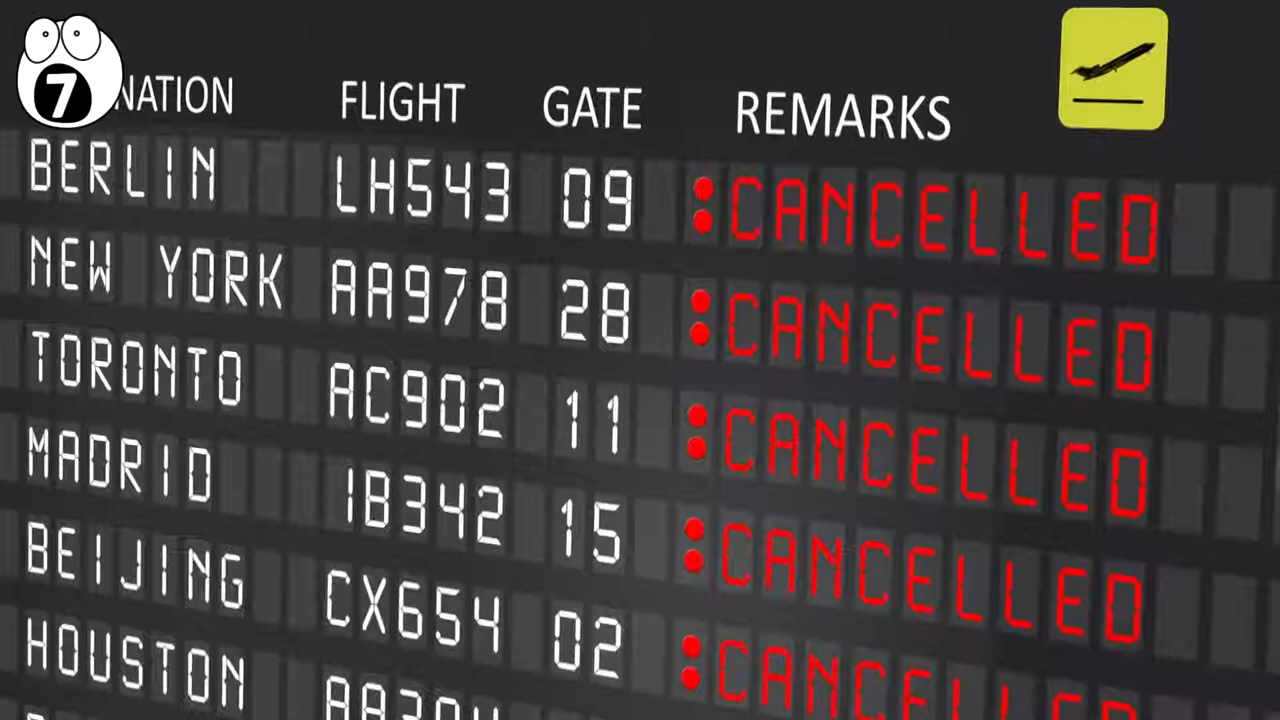 7
NATION FLIGHT GATE REMARKS
BERLIN LH543 09 CANCELLED
NEW YORK AA978 28 CANCELLED
TORONTO AC902 11 CANCELLED
MADRID IB342 15 CANCELLED
BEIJING CX654 02 CANCELLED
HOUSTON